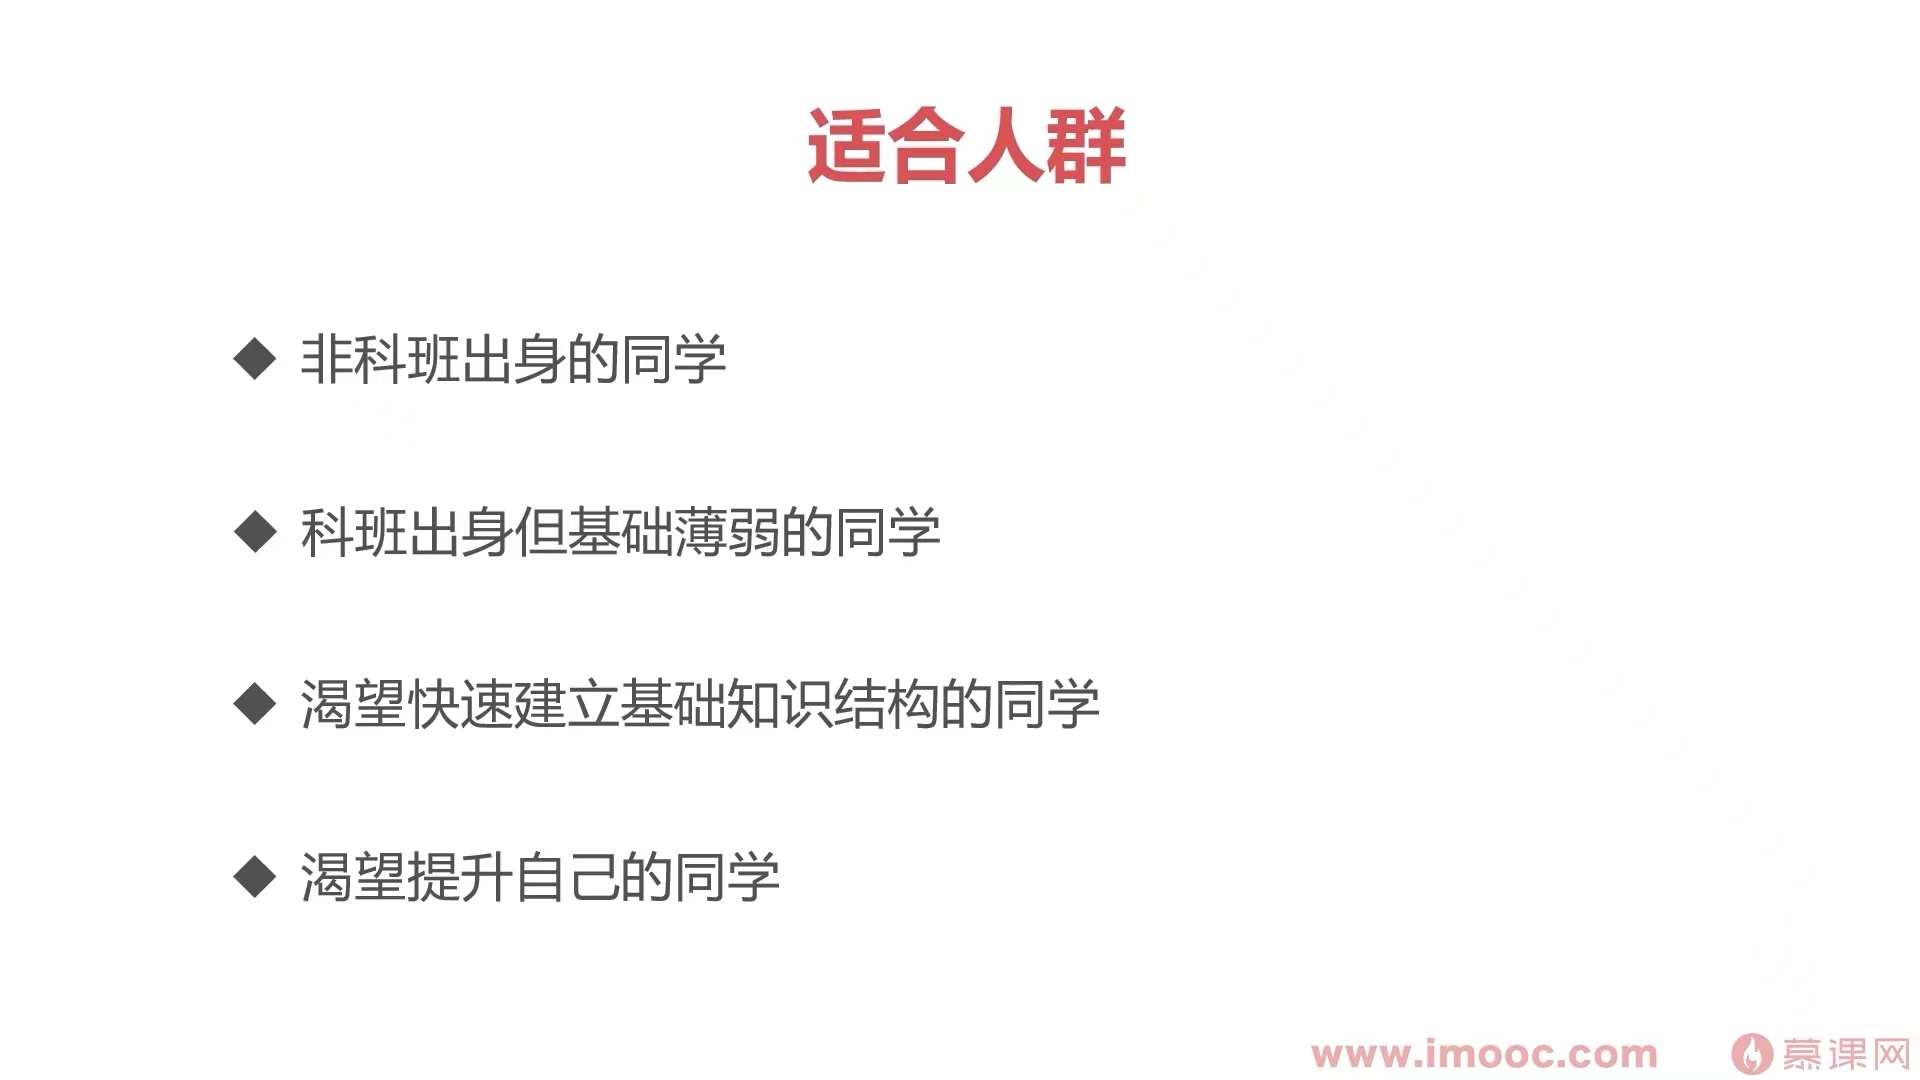 适合人群
◆ 非科班出身的同学
◆ 科班出身但基础薄弱的同学
◆ 渴望快速建立基础知识结构的同学
◆ 渴望提升自己的同学
www.imooc.com 慕课网